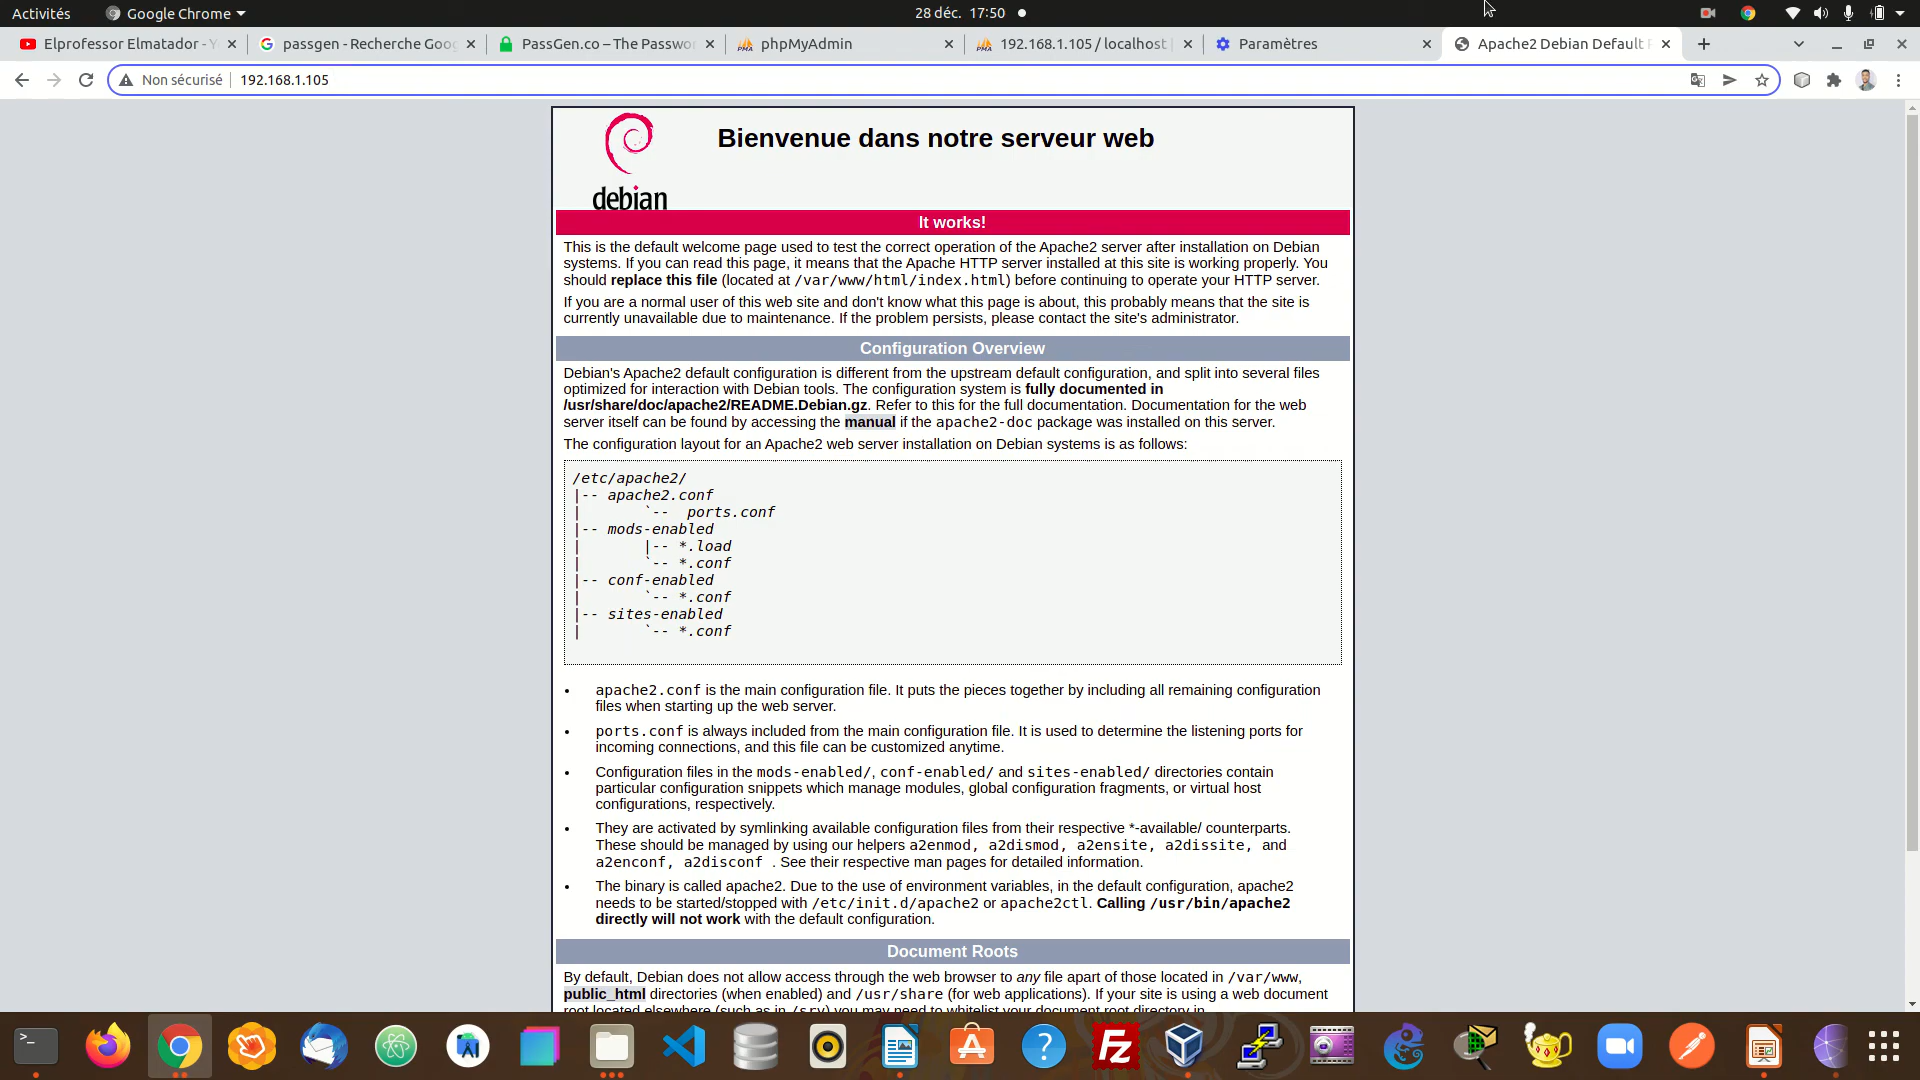 Activités
Google Chrome
28 déc. 17:50
Elprofessor Elmatador - Y
passgen - Recherche Goog
PassGen.co – The Passwor
phpMyAdmin
192.168.1.105 / localhost
Paramètres
Apache2 Debian Default P
Non sécurisé
192.168.1.105
debian
Bienvenue dans notre serveur web
It works!
This is the default welcome page used to test the correct operation of the Apache2 server after installation on Debian
systems. If you can read this page, it means that the Apache HTTP server installed at this site is working properly. You
should replace this file (located at /var/www/html/index.html) before continuing to operate your HTTP server.
If you are a normal user of this web site and don't know what this page is about, this probably means that the site is
currently unavailable due to maintenance. If the problem persists, please contact the site's administrator.
Configuration Overview
Debian's Apache2 default configuration is different from the upstream default configuration, and split into several files
optimized for interaction with Debian tools. The configuration system is fully documented in
/usr/share/doc/apache2/README.Debian.gz. Refer to this for the full documentation. Documentation for the web
server itself can be found by accessing the manual if the apache2-doc package was installed on this server.
The configuration layout for an Apache2 web server installation on Debian systems is as follows:
/etc/apache2/
|-- apache2.conf
|       `--  ports.conf
|-- mods-enabled
|       |-- *.load
|       `-- *.conf
|-- conf-enabled
|       `-- *.conf
|-- sites-enabled
|       `-- *.conf
• apache2.conf is the main configuration file. It puts the pieces together by including all remaining configuration
files when starting up the web server.
• ports.conf is always included from the main configuration file. It is used to determine the listening ports for
incoming connections, and this file can be customized anytime.
• Configuration files in the mods-enabled/, conf-enabled/ and sites-enabled/ directories contain
particular configuration snippets which manage modules, global configuration fragments, or virtual host
configurations, respectively.
• They are activated by symlinking available configuration files from their respective *-available/ counterparts.
These should be managed by using our helpers a2enmod, a2dismod, a2ensite, a2dissite, and
a2enconf, a2disconf . See their respective man pages for detailed information.
• The binary is called apache2. Due to the use of environment variables, in the default configuration, apache2
needs to be started/stopped with /etc/init.d/apache2 or apache2ctl. Calling /usr/bin/apache2
directly will not work with the default configuration.
Document Roots
By default, Debian does not allow access through the web browser to any file apart of those located in /var/www,
public_html directories (when enabled) and /usr/share (for web applications). If your site is using a web document
root located elsewhere (such as in /srv) you may need to whitelist your document root directory in